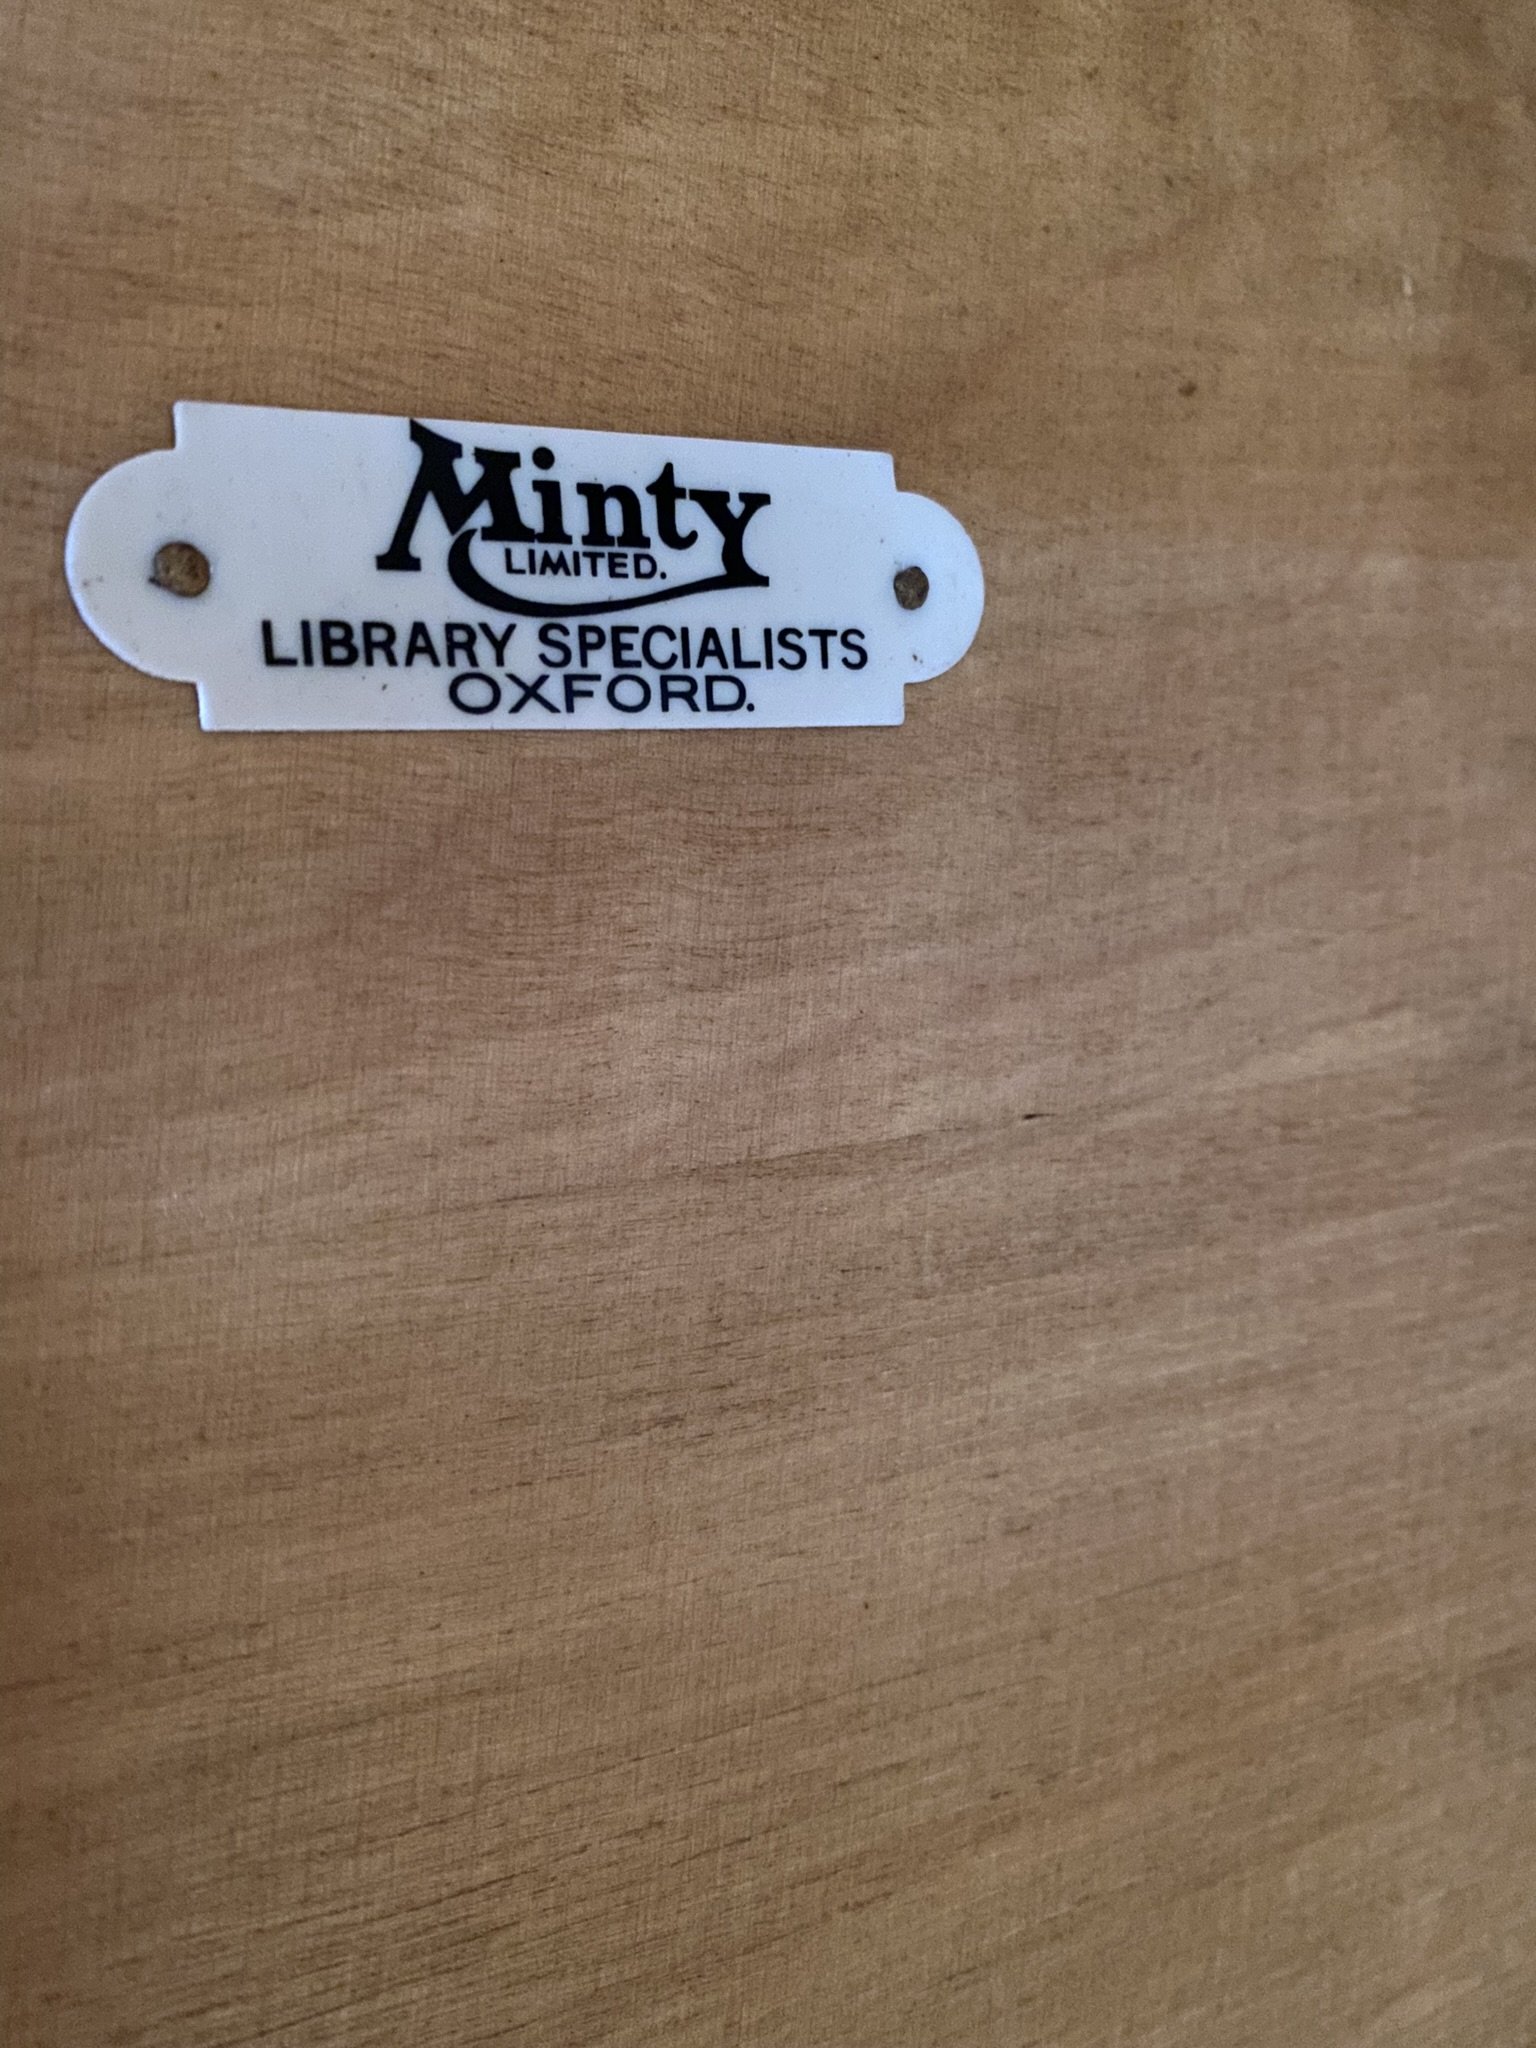 Minty
LIMITED.
LIBRARY SPECIALISTS
OXFORD.